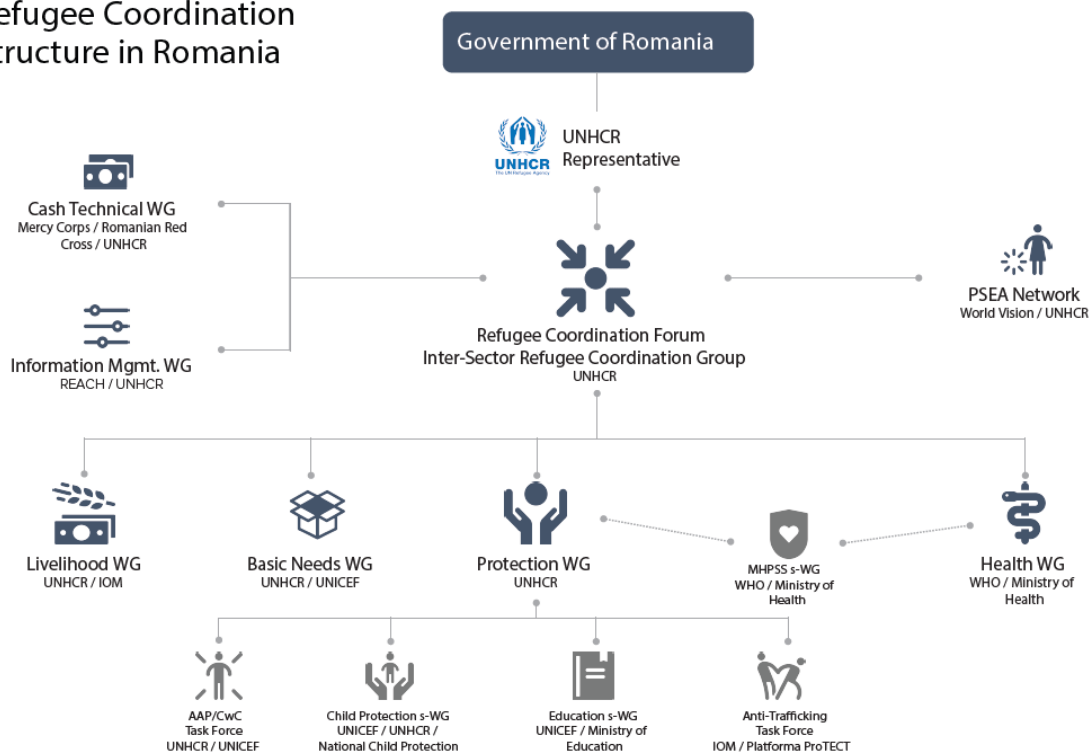 efugee Coordination
tructure in Romania
Government of Romania
UNHCR
The UN Refugee Agency
UNHCR
Representative
Cash Technical WG
Mercy Corps / Romanian Red
Cross / UNHCR
PSEA Network
World Vision / UNHCR
Refugee Coordination Forum
Inter-Sector Refugee Coordination Group
UNHCR
Information Mgmt. WG
REACH / UNHCR
Livelihood WG
UNHCR / IOM
Basic Needs WG
UNHCR / UNICEF
Protection WG
UNHCR
MHPSS s-WG
WHO / Ministry of
Health
Health WG
WHO / Ministry of
Health
AAP/CwC
Task Force
UNHCR / UNICEF
Child Protection s-WG
UNICEF / UNHCR /
National Child Protection
Education s-WG
UNICEF / Ministry of
Education
Anti-Trafficking
Task Force
IOM / Platforma ProTECT